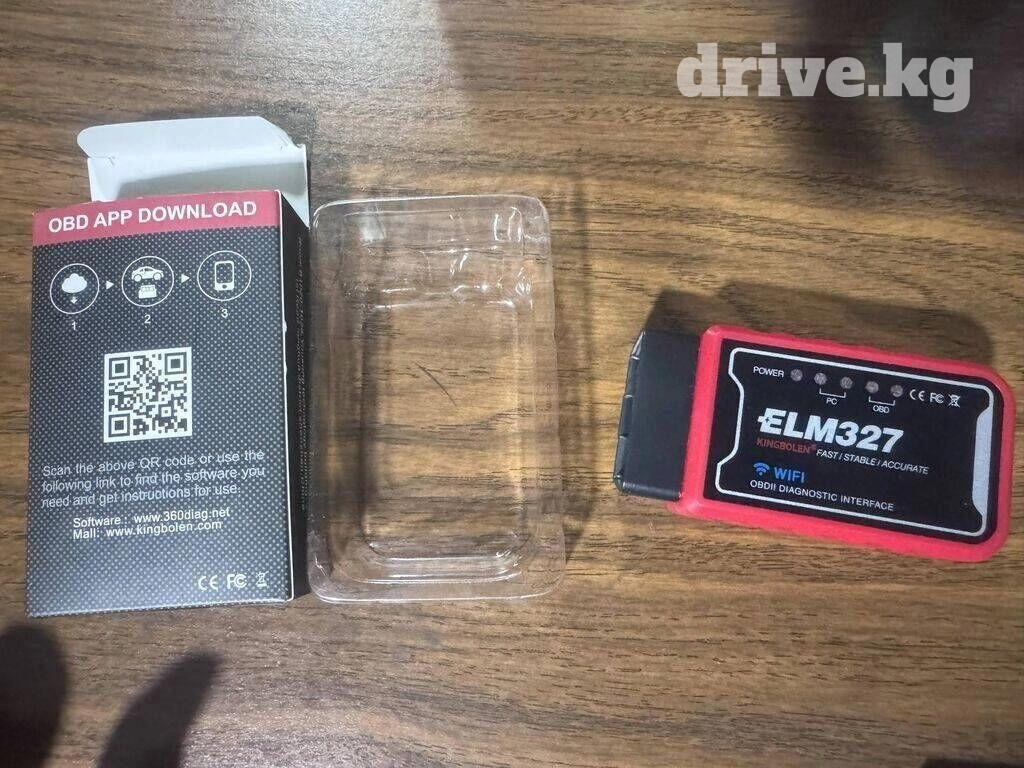 drive.kg
OBD APP DOWNLOAD
1 2 3
Scan the above QR code or use the
following link to find the software you
need and get instructions for use.
Software : www.360diag.net
Mall: www.kingbolen.com
CE FC
POWER
PC
OBD
CE FC
ELM327
KINGBOLEN®
FAST / STABLE / ACCURATE
WIFI
OBDII DIAGNOSTIC INTERFACE